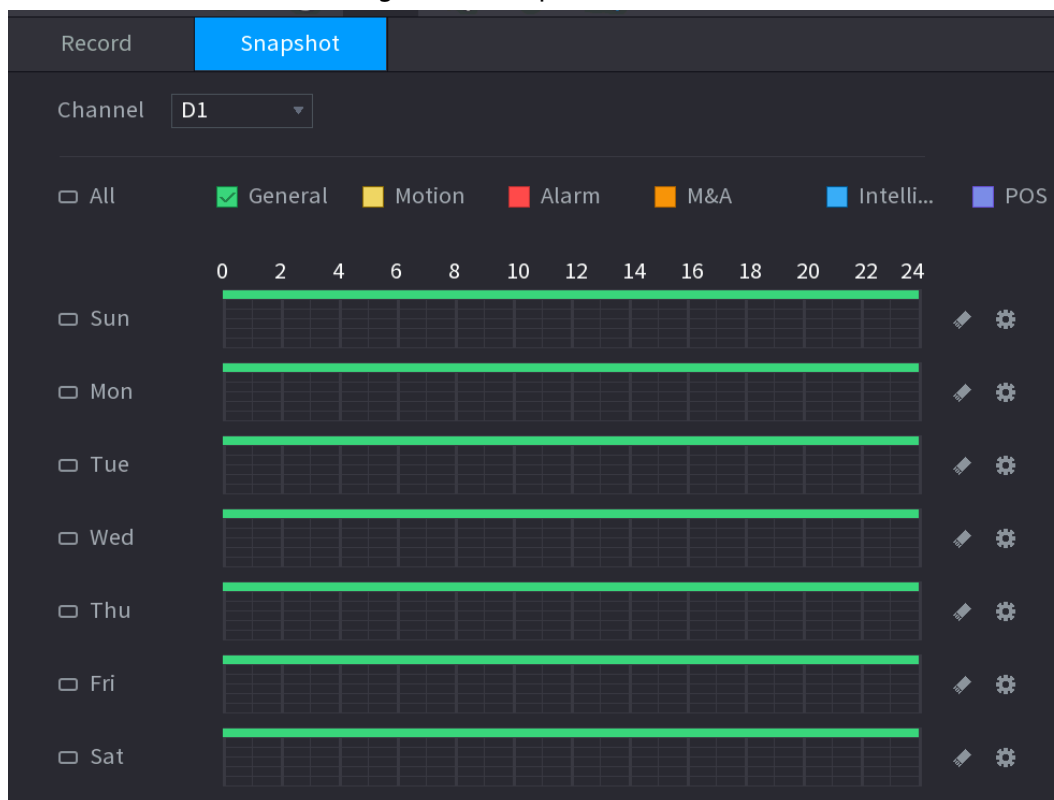 Record Snapshot
Channel D1
All General Motion Alarm M&A Intelli... POS
0 2 4 6 8 10 12 14 16 18 20 22 24
Sun
Mon
Tue
Wed
Thu
Fri
Sat